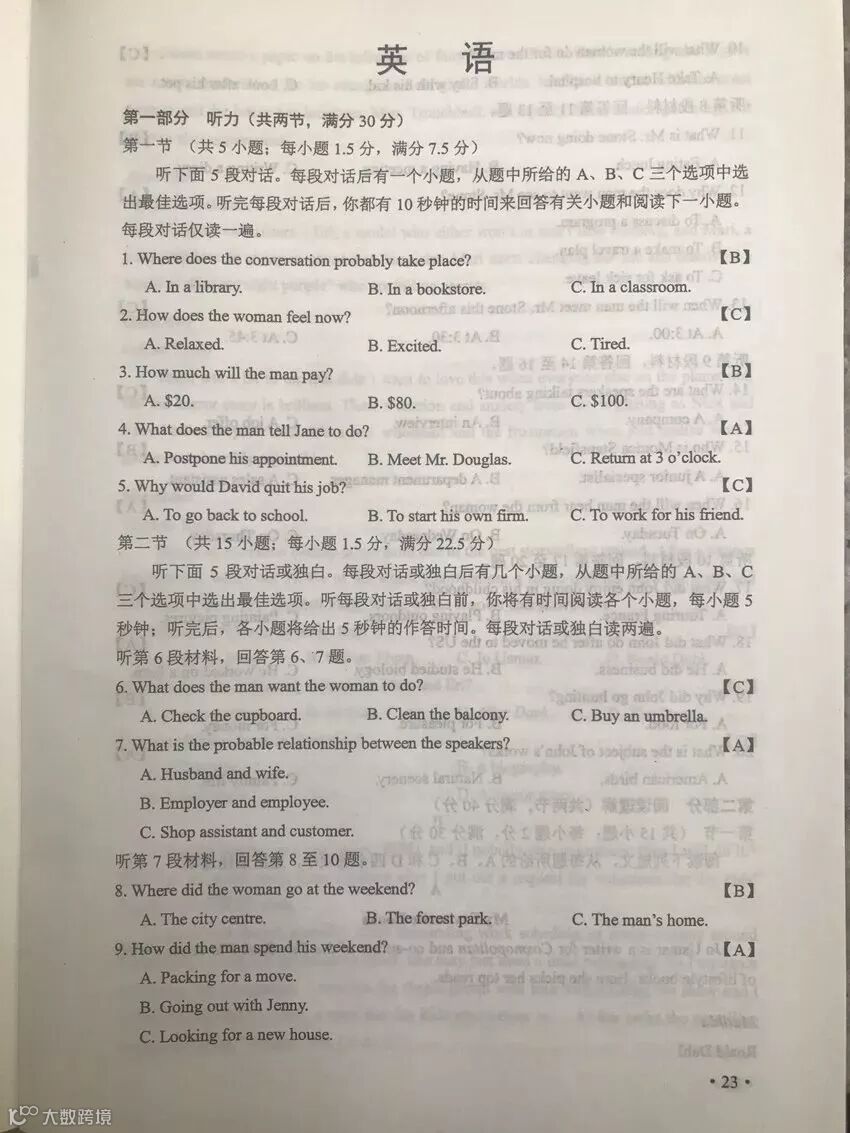 英 语
第一部分 听力（共两节，满分30分）
第一节 （共5小题；每小题1.5分，满分7.5分）
听下面5段对话。每段对话后有一个小题，从题中所给的A、B、C三个选项中选
出最佳选项。听完每段对话后，你都有10秒钟的时间来回答有关小题和阅读下一小题。
每段对话仅读一遍。
1. Where does the conversation probably take place? 【B】
A. In a library. B. In a bookstore. C. In a classroom.
2. How does the woman feel now? 【C】
A. Relaxed. B. Excited. C. Tired.
3. How much will the man pay? 【B】
A. $20. B. $80. C. $100.
4. What does the man tell Jane to do? 【A】
A. Postpone his appointment. B. Meet Mr. Douglas. C. Return at 3 o'clock.
5. Why would David quit his job? 【C】
A. To go back to school. B. To start his own firm. C. To work for his friend.
第二节 （共15小题；每小题1.5分，满分22.5分）
听下面5段对话或独白。每段对话或独白后有几个小题，从题中所给的A、B、C
三个选项中选出最佳选项。听每段对话或独白前，你将有时间阅读各个小题，每小题5
秒钟；听完后，各小题将给出5秒钟的作答时间。每段对话或独白读两遍。
听第6段材料，回答第6、7题。
6. What does the man want the woman to do? 【C】
A. Check the cupboard. B. Clean the balcony. C. Buy an umbrella.
7. What is the probable relationship between the speakers? 【A】
A. Husband and wife.
B. Employer and employee.
C. Shop assistant and customer.
听第7段材料，回答第8至10题。
8. Where did the woman go at the weekend? 【B】
A. The city centre. B. The forest park. C. The man's home.
9. How did the man spend his weekend? 【A】
A. Packing for a move.
B. Going out with Jenny.
C. Looking for a new house.
·23·
大数跨境